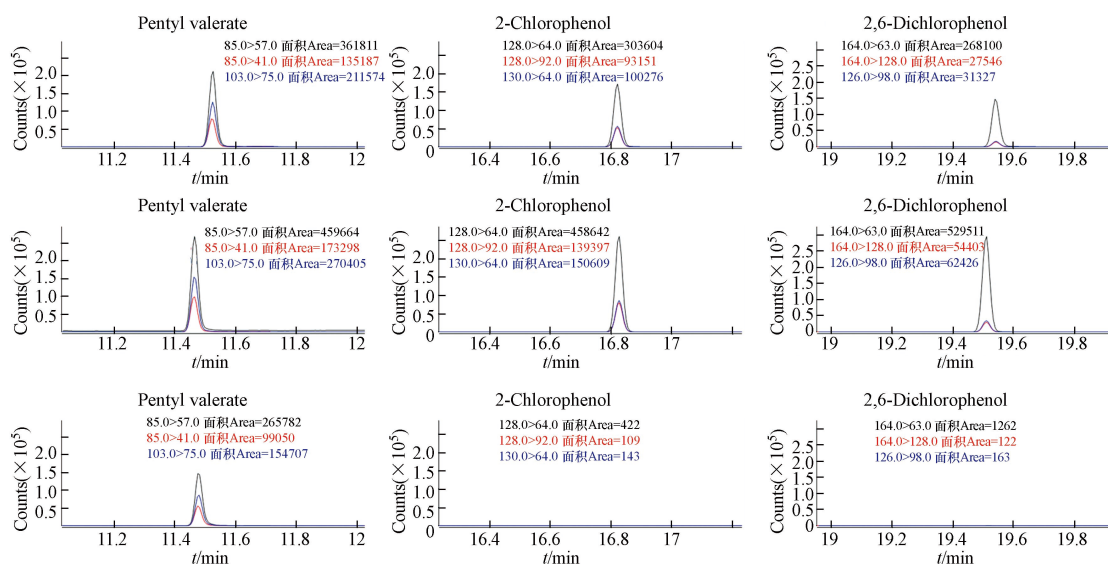 Pentyl valerate
85.0>57.0 面积Area=361811
85.0>41.0 面积Area=135187
103.0>75.0 面积Area=211574
Counts(×10⁵)
2.0
1.5
1.0
0.5
11.2 11.4 11.6 11.8 12
t/min
2-Chlorophenol
128.0>64.0 面积Area=303604
128.0>92.0 面积Area=93151
130.0>64.0 面积Area=100276
Counts(×10⁵)
2.0
1.5
1.0
0.5
0
16.4 16.6 16.8 17
t/min
2,6-Dichlorophenol
164.0>63.0 面积Area=268100
164.0>128.0 面积Area=27546
126.0>98.0 面积Area=31327
Counts(×10⁵)
2.5
2.0
1.5
1.0
0.5
0
19 19.2 19.4 19.6 19.8
t/min
Pentyl valerate
85.0>57.0 面积Area=459664
85.0>41.0 面积Area=173298
103.0>75.0 面积Area=270405
Counts(×10⁵)
2.0
1.5
1.0
0.5
0
11.2 11.4 11.6 11.8 12
t/min
2-Chlorophenol
128.0>64.0 面积Area=458642
128.0>92.0 面积Area=139397
130.0>64.0 面积Area=150609
Counts(×10⁵)
2.0
1.5
1.0
0.5
0
16.4 16.6 16.8 17
t/min
2,6-Dichlorophenol
164.0>63.0 面积Area=529511
164.0>128.0 面积Area=54403
126.0>98.0 面积Area=62426
Counts(×10⁵)
2.5
2.0
1.5
1.0
0.5
0
19 19.2 19.4 19.6 19.8
t/min
Pentyl valerate
85.0>57.0 面积Area=265782
85.0>41.0 面积Area=99050
103.0>75.0 面积Area=154707
Counts(×10⁵)
2.0
1.5
1.0
0.5
0
11.2 11.4 11.6 11.8 12
t/min
2-Chlorophenol
128.0>64.0 面积Area=422
128.0>92.0 面积Area=109
130.0>64.0 面积Area=143
Counts(×10⁵)
2.0
1.5
1.0
0.5
0
16.4 16.6 16.8 17
t/min
2,6-Dichlorophenol
164.0>63.0 面积Area=1262
164.0>128.0 面积Area=122
126.0>98.0 面积Area=163
Counts(×10⁵)
2.5
2.0
1.5
1.0
0.5
0
19 19.2 19.4 19.6 19.8
t/min